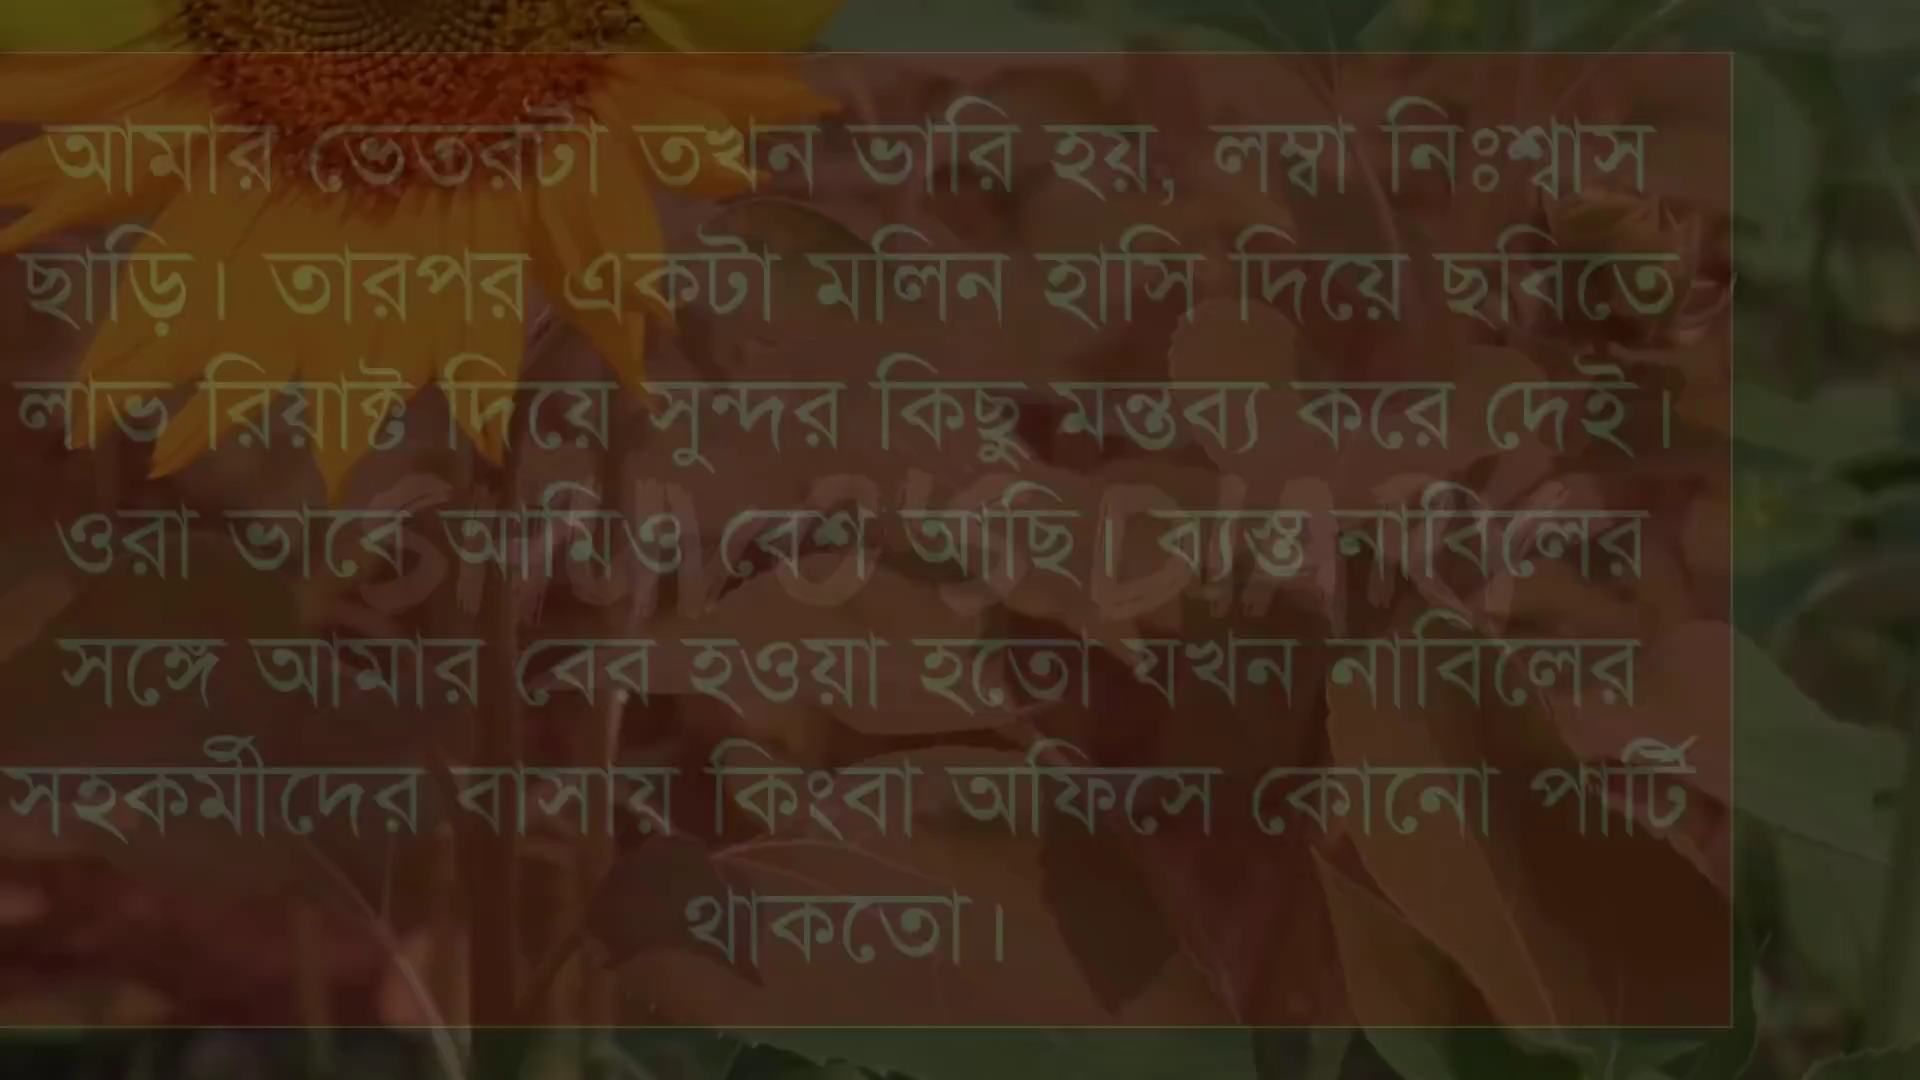 আমার ভেতরটা তখন ভারি হয়, লম্বা নিঃশ্বাস
ছাড়ি। তারপর একটা মলিন হাসি দিয়ে ছবিতে
লাভ রিয়াক্ট দিয়ে সুন্দর কিছু মন্তব্য করে দেই।
ওরা ভাবে আমিও বেশ আছি। ব্যস্ত নাবিলের
সঙ্গে আমার বের হওয়া হতো যখন নাবিলের
সহকর্মীদের বাসায় কিংবা অফিসে কোনো পার্টি
থাকতো।